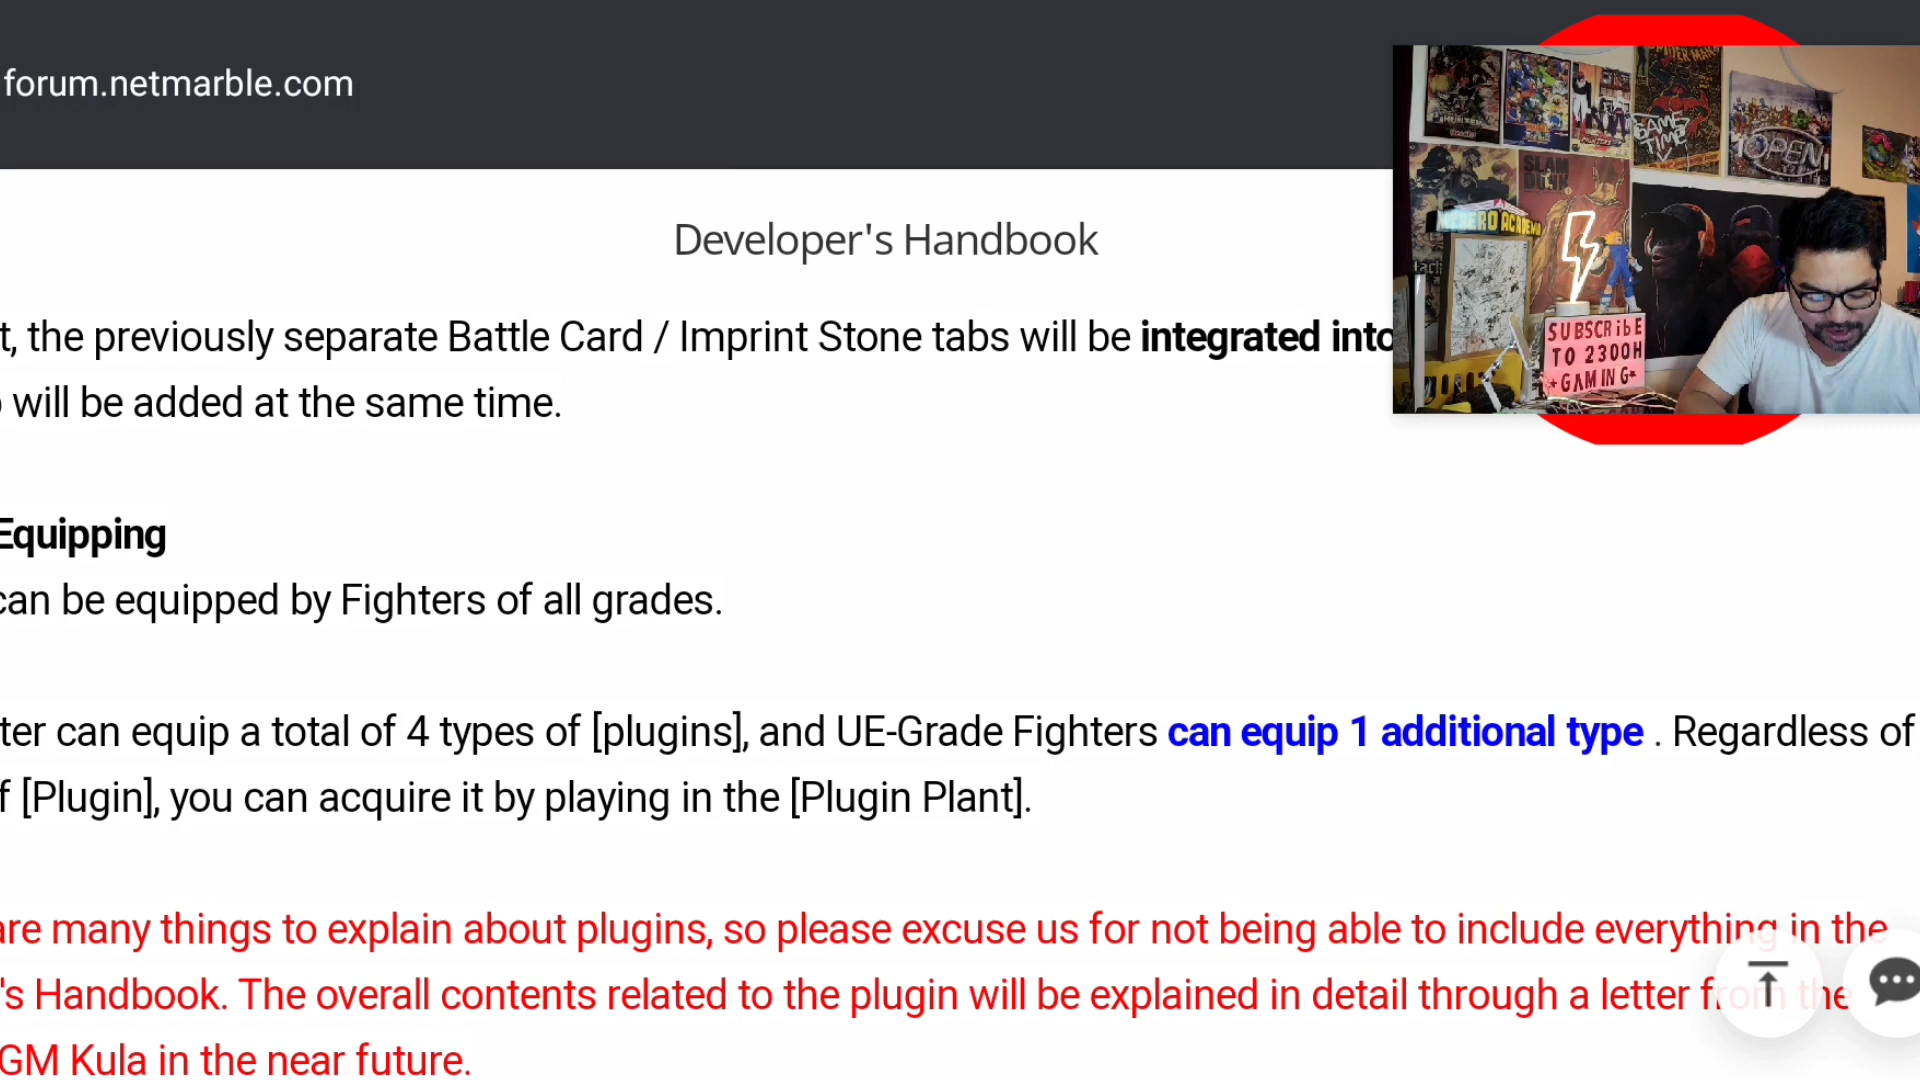 forum.netmarble.com
Developer's Handbook
t, the previously separate Battle Card / Imprint Stone tabs will be integrated into
will be added at the same time.
Equipping
can be equipped by Fighters of all grades.
ter can equip a total of 4 types of [plugins], and UE-Grade Fighters can equip 1 additional type . Regardless of
f [Plugin], you can acquire it by playing in the [Plugin Plant].
are many things to explain about plugins, so please excuse us for not being able to include everything in the
's Handbook. The overall contents related to the plugin will be explained in detail through a letter from the
GM Kula in the near future.
SAME
TIME
OPEN
SLAM
DUNK
HERO ACADEMIA
SUBSCRIBE
TO 2300H
GAMING